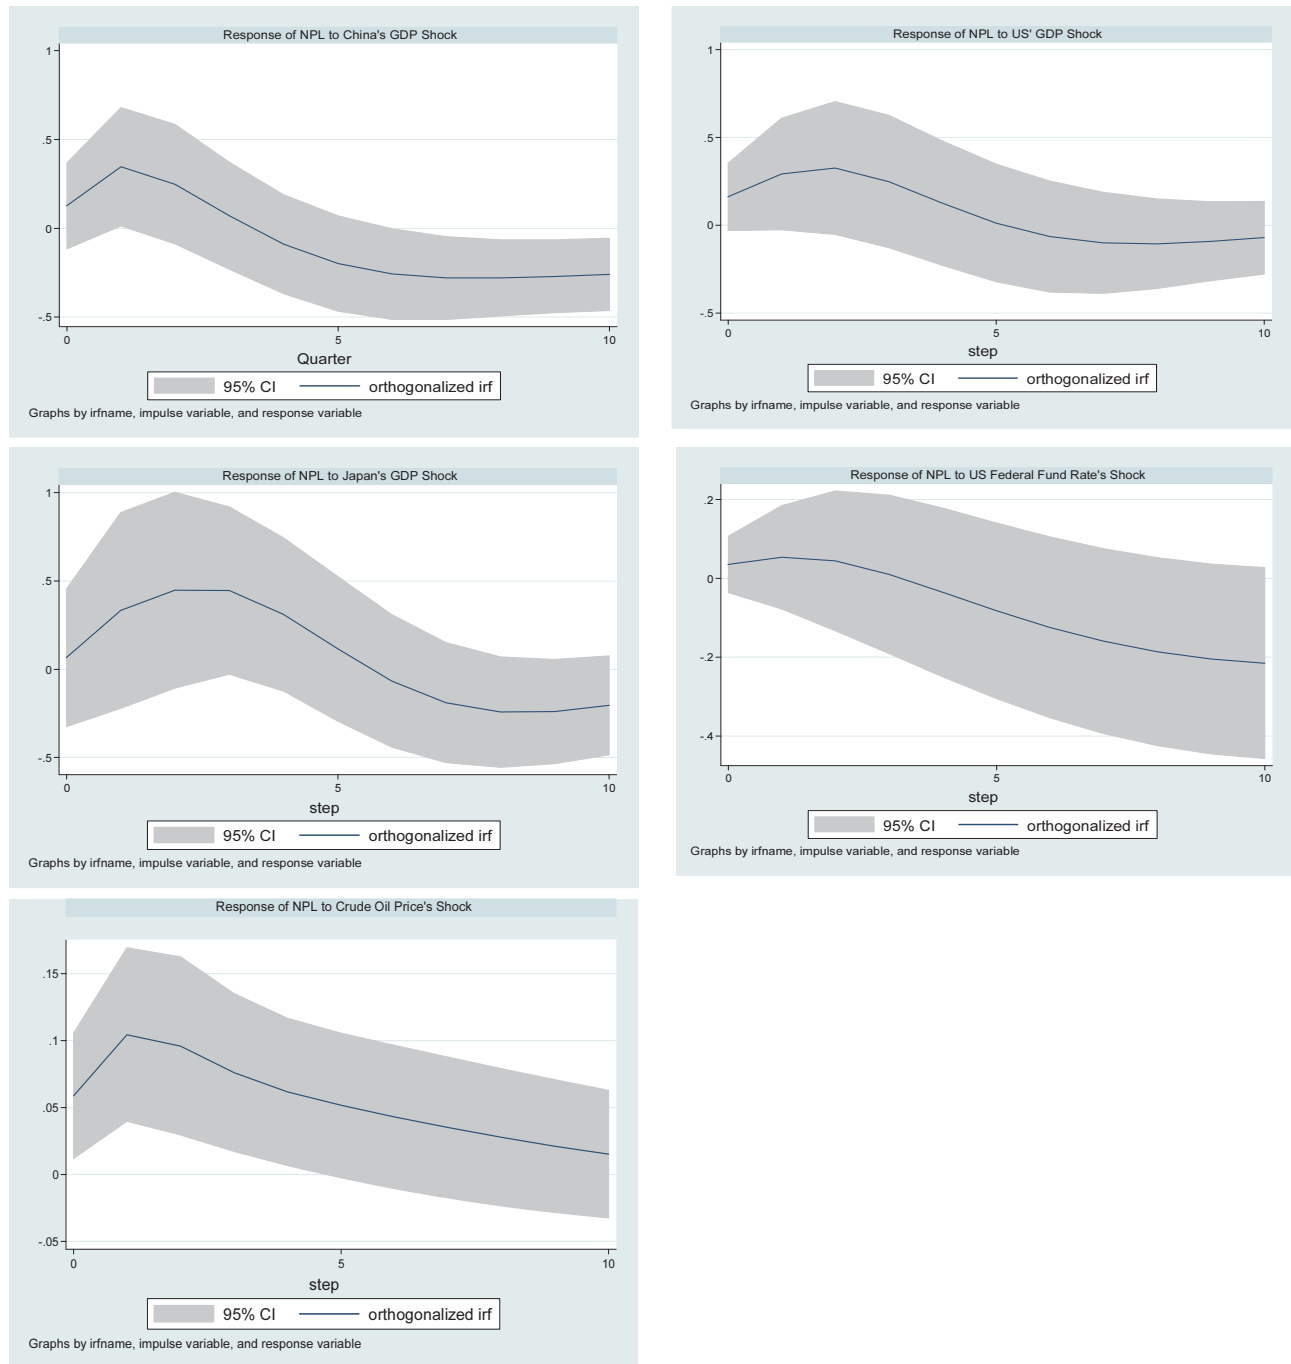 Response of NPL to China's GDP Shock
1
.5
0
-.5
0 5 10
Quarter
95% CI orthogonalized irf
Graphs by irfname, impulse variable, and response variable
Response of NPL to US' GDP Shock
1
.5
0
-.5
0 5 10
step
95% CI orthogonalized irf
Graphs by irfname, impulse variable, and response variable
Response of NPL to Japan's GDP Shock
1
.5
0
-.5
0 5 10
step
95% CI orthogonalized irf
Graphs by irfname, impulse variable, and response variable
Response of NPL to US Federal Fund Rate's Shock
.2
0
-.2
-.4
0 5 10
step
95% CI orthogonalized irf
Graphs by irfname, impulse variable, and response variable
Response of NPL to Crude Oil Price's Shock
.15
.1
.05
0
-.05
0 5 10
step
95% CI orthogonalized irf
Graphs by irfname, impulse variable, and response variable